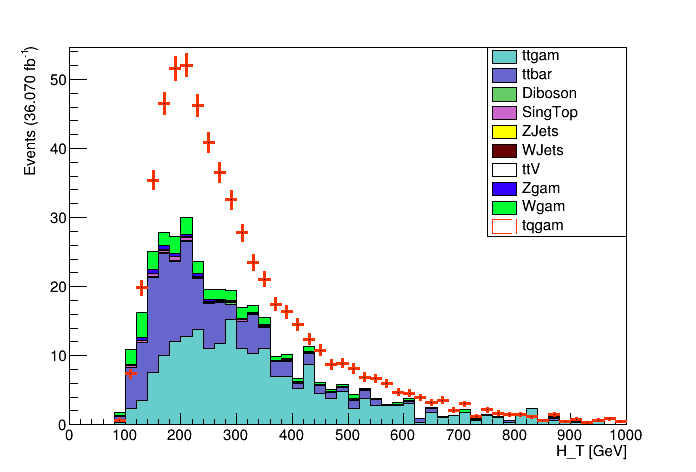 Events (36.070 fb⁻¹)
50
40
30
20
10
0
ttgam
ttbar
Diboson
SingTop
ZJets
WJets
ttV
Zgam
Wgam
tqgam
0 100 200 300 400 500 600 700 800 900 1000
H_T [GeV]